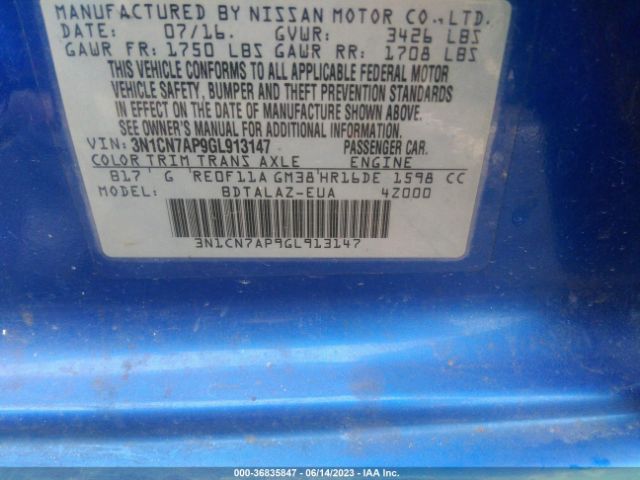 MANUFACTURED BY NISSAN MOTOR CO., LTD.
DATE: 07/16. GVWR: 3426 LBS
GAWR FR: 1750 LBS GAWR RR: 1708 LBS
THIS VEHICLE CONFORMS TO ALL APPLICABLE FEDERAL MOTOR
VEHICLE SAFETY, BUMPER AND THEFT PREVENTION STANDARDS
IN EFFECT ON THE DATE OF MANUFACTURE SHOWN ABOVE.
SEE OWNER'S MANUAL FOR ADDITIONAL INFORMATION.
VIN: 3N1CN7AP9GL913147 PASSENGER CAR.
COLOR TRIM TRANS AXLE ENGINE
B17 G RE0F11A GM38 HR16DE 1598 CC
BDTALAZ-EUA 4Z000
3N1CN7AP9GL913147
000-36835847 - 06/14/2023 - IAA Inc.